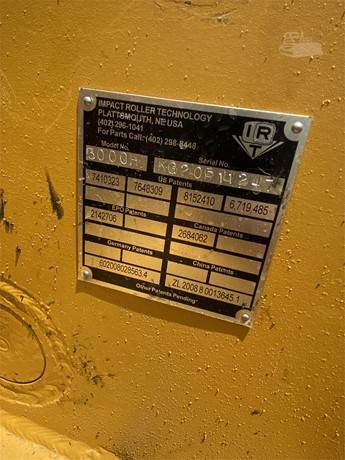 IMPACT ROLLER TECHNOLOGY
PLATTSMOUTH, NE USA
(402) 296-1041
For Parts Call:-(402) 298-8448
IRT
Model No. Serial No.
US Patents
7410323 7648309 8152410 6,719,485
EPO Patents Canada Patents
2142706 2684062
Germany Patents China Patents
602008028563.4 ZL 2008 8 0013645.1
Other Patents Pending